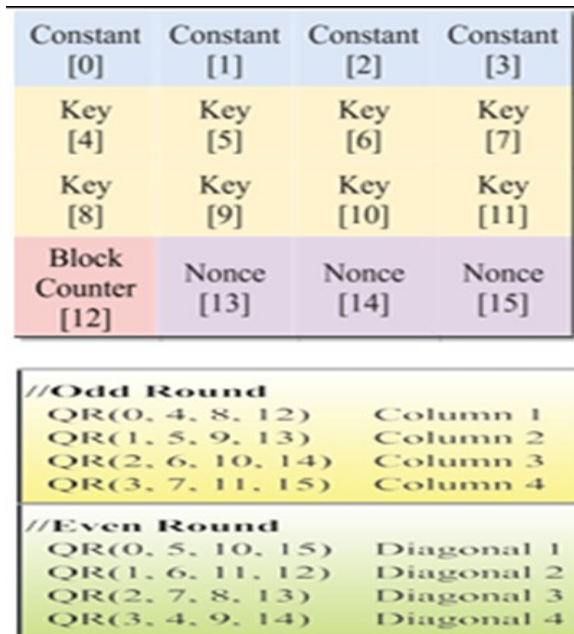 Constant Constant Constant Constant
[0] [1] [2] [3]
Key Key Key Key
[4] [5] [6] [7]
Key Key Key Key
[8] [9] [10] [11]
Block Counter [12] Nonce [13] Nonce [14] Nonce [15]
//Odd Round
QR(0, 4, 8, 12) Column 1
QR(1, 5, 9, 13) Column 2
QR(2, 6, 10, 14) Column 3
QR(3, 7, 11, 15) Column 4
//Even Round
QR(0, 5, 10, 15) Diagonal 1
QR(1, 6, 11, 12) Diagonal 2
QR(2, 7, 8, 13) Diagonal 3
QR(3, 4, 9, 14) Diagonal 4